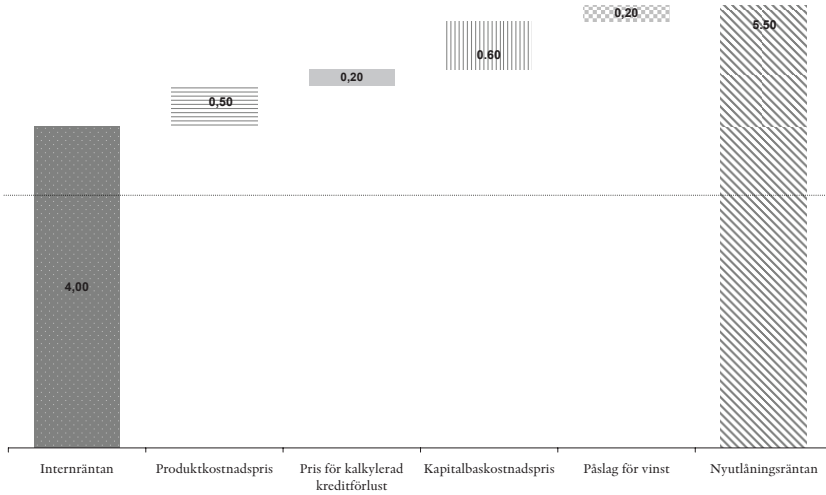 0,20
5.50
0.60
0,20
0,50
4,00
Internräntan
Produktkostnadspris
Pris för kalkylerad
kreditförlust
Kapitalbaskostnadspris
Påslag för vinst
Nyutlåningsräntan